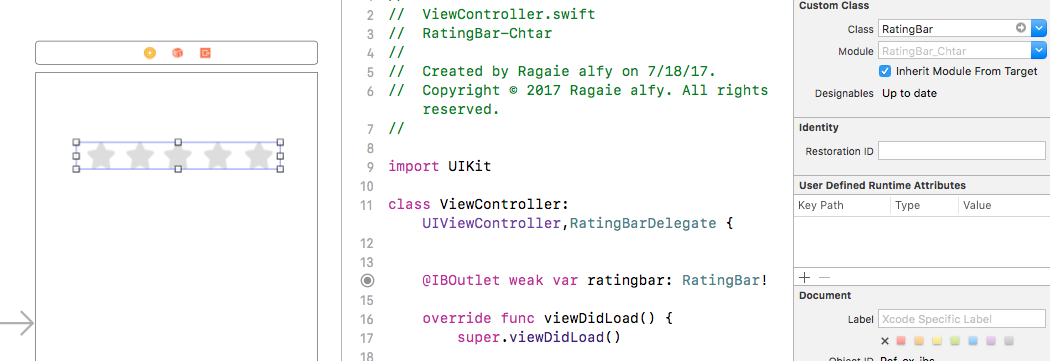 2 // ViewController.swift
3 // RatingBar-Chtar
4 //
5 // Created by Ragaie alfy on 7/18/17.
6 // Copyright © 2017 Ragaie alfy. All rights
reserved.
7 //
8
9 import UIKit
10
11 class ViewController:
UIViewController,RatingBarDelegate {
12
13
@IBOutlet weak var ratingbar: RatingBar!
15
16 override func viewDidLoad() {
17 super.viewDidLoad()
18
Custom Class
Class RatingBar
Module RatingBar_Chtar
Inherit Module From Target
Designables Up to date
Identity
Restoration ID
User Defined Runtime Attributes
Key Path Type Value
Document
Label Xcode Specific Label